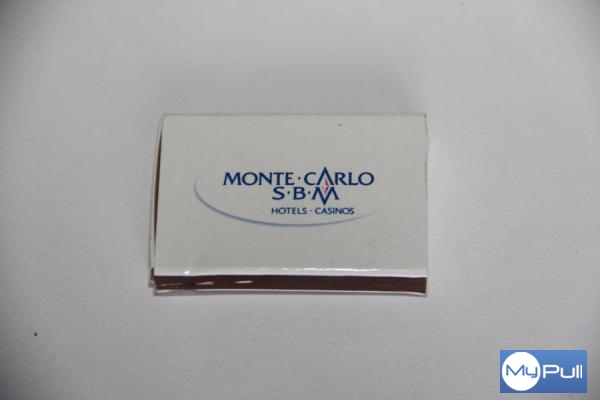 MONTE·CARLO
S·B·M
HOTELS · CASINOS
MyPull